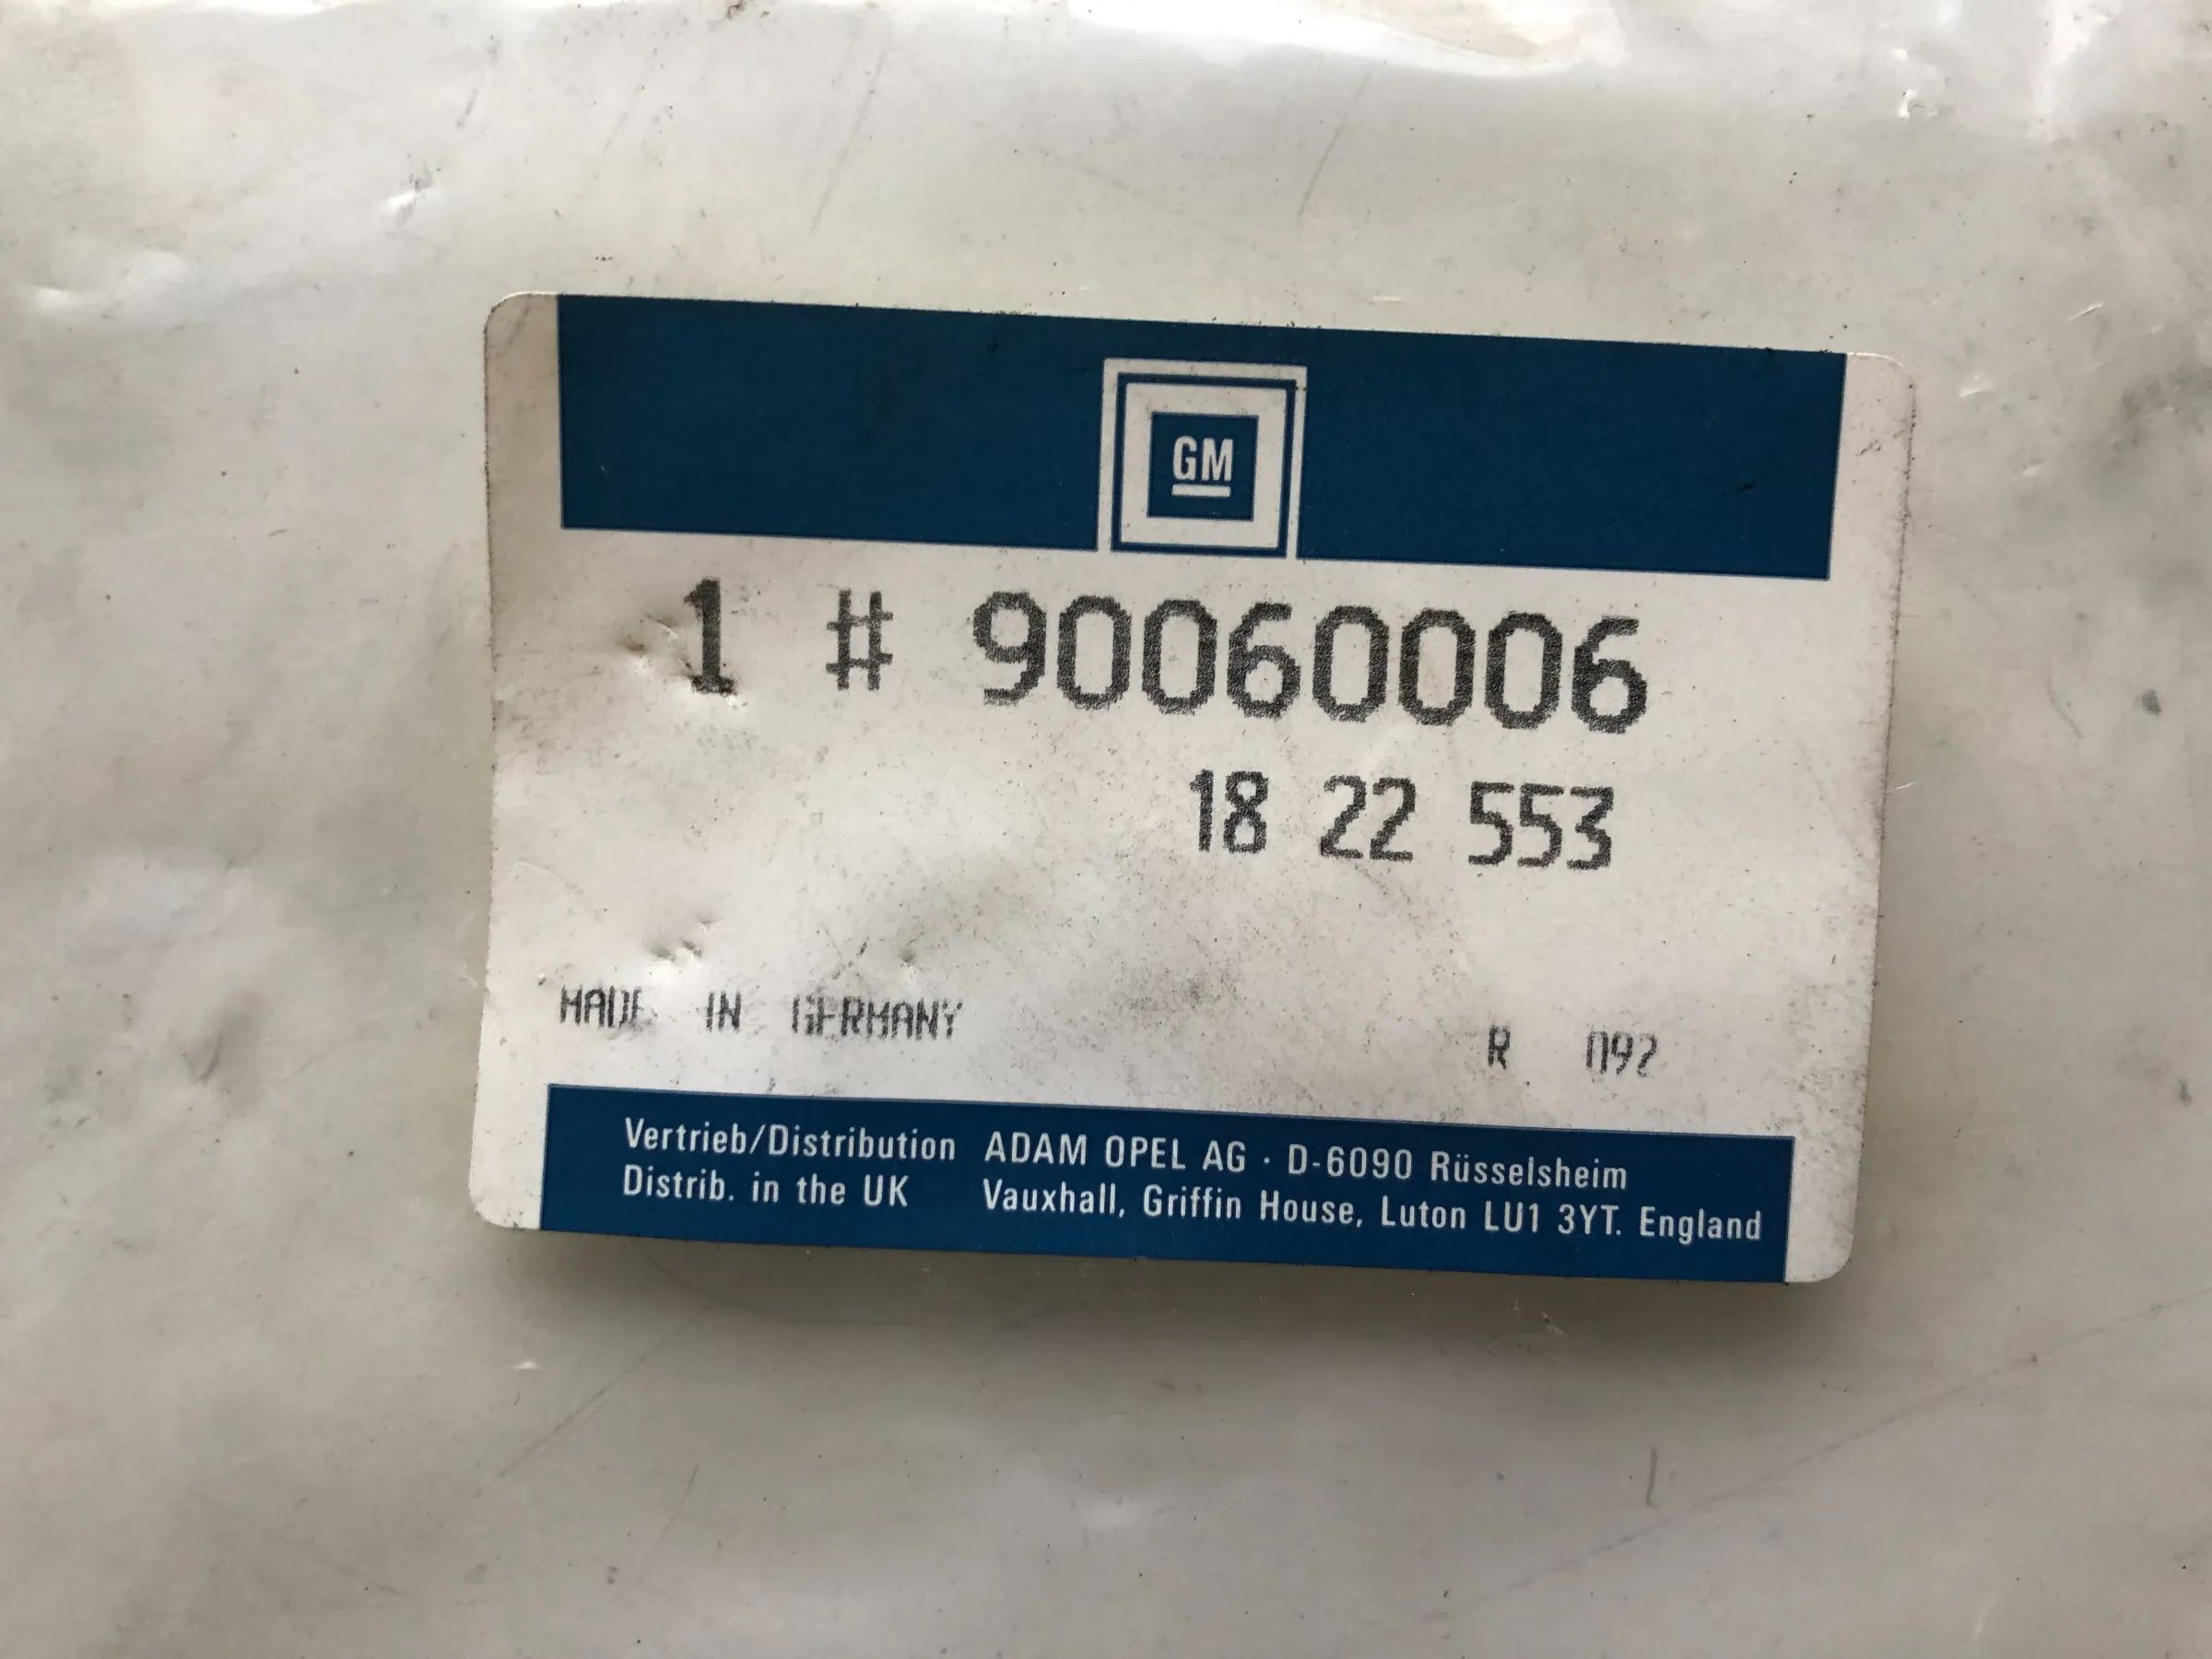 GM
1 # 90060006
18 22 553
MADE IN GERMANY R 092
Vertrieb/Distribution ADAM OPEL AG · D-6090 Rüsselsheim
Distrib. in the UK Vauxhall, Griffin House, Luton LU1 3YT. England